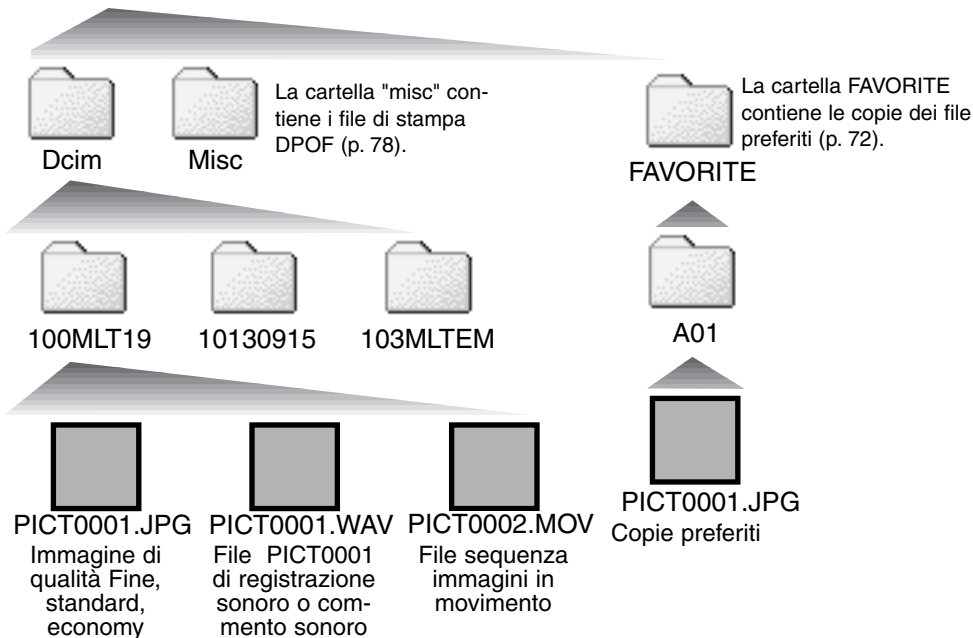 La cartella "misc" con-
tiene i file di stampa
DPOF (p. 78).
La cartella FAVORITE
contiene le copie dei file
preferiti (p. 72).
Dcim
Misc
FAVORITE
100MLT19
10130915
103MLTEM
A01
PICT0001.JPG
Immagine di
qualità Fine,
standard,
economy
PICT0001.WAV
File PICT0001
di registrazione
sonoro o com-
mento sonoro
PICT0002.MOV
File sequenza
immagini in
movimento
PICT0001.JPG
Copie preferiti